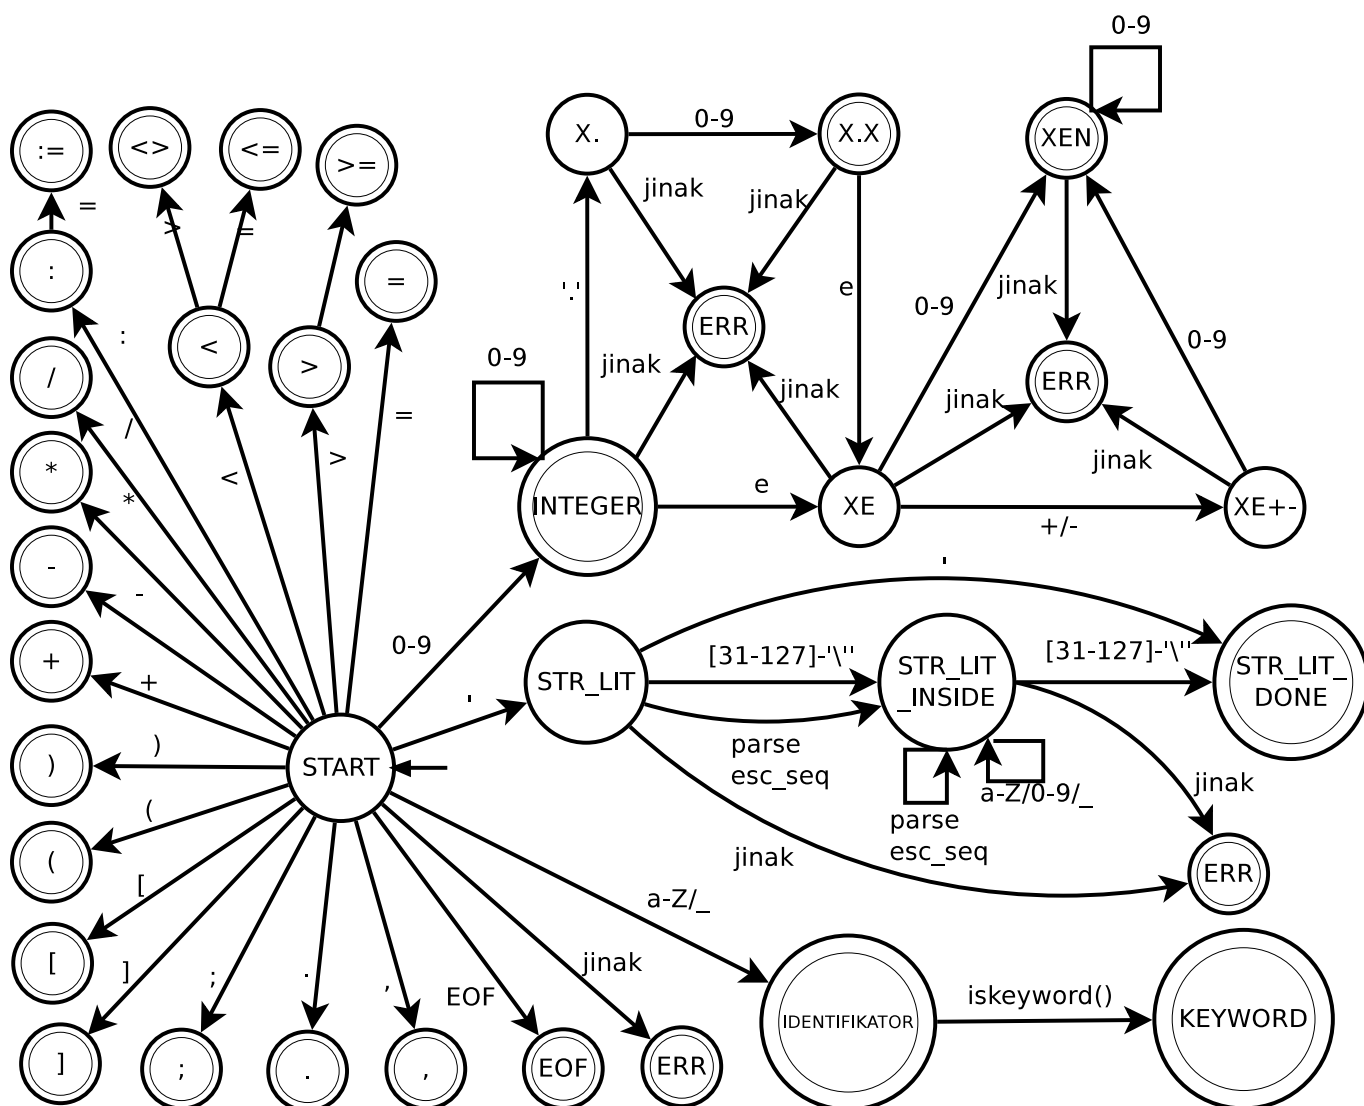 0-9
:=
<>
<=
>=
X.
0-9
X.X
XEN
=
>
=
jinak
jinak
:
=
'.'
ERR
e
0-9
jinak
0-9
:
<
>
/
0-9
jinak
jinak
jinak
ERR
/
=
*
*
<
>
INTEGER
e
XE
jinak
XE+-
+/-
-
-
0-9
'
+
+
'
STR_LIT
[31-127]-'\''
STR_LIT
_INSIDE
[31-127]-'\''
STR_LIT_
DONE
)
)
START
parse
esc_seq
a-Z/0-9/_
jinak
(
(
parse
esc_seq
jinak
ERR
[
[
a-Z/_
]
;
.
,
EOF
jinak
iskeyword()
IDENTIFIKATOR
KEYWORD
]
;
.
,
EOF
ERR